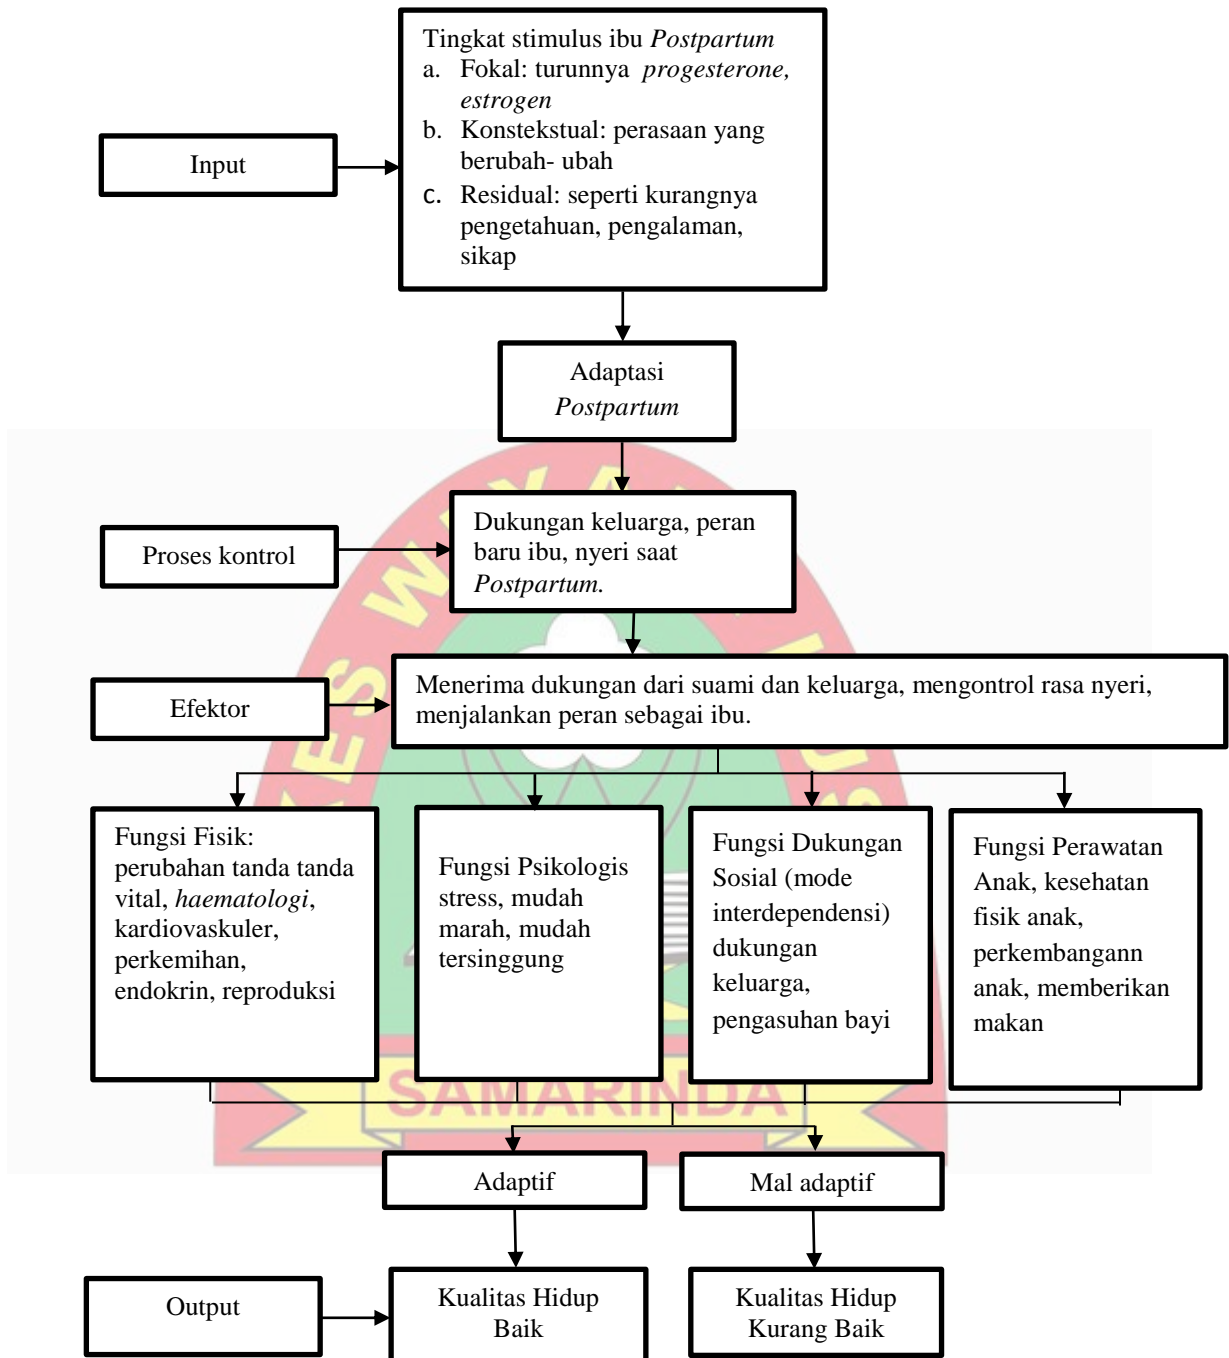 Tingkat stimulus ibu Postpartum
a. Fokal: turunnya progesterone,
estrogen
b. Konstekstual: perasaan yang
berubah- ubah
c. Residual: seperti kurangnya
pengetahuan, pengalaman,
sikap
Input
Adaptasi
Postpartum
Proses kontrol
Dukungan keluarga, peran
baru ibu, nyeri saat
Postpartum.
Efektor
Menerima dukungan dari suami dan keluarga, mengontrol rasa nyeri,
menjalankan peran sebagai ibu.
Fungsi Fisik:
perubahan tanda tanda
vital, haematologi,
kardiovaskuler,
perkemihan,
endokrin, reproduksi
Fungsi Psikologis
stress, mudah
marah, mudah
tersinggung
Fungsi Dukungan
Sosial (mode
interdependensi)
dukungan
keluarga,
pengasuhan bayi
Fungsi Perawatan
Anak, kesehatan
fisik anak,
perkembangann
anak, memberikan
makan
SAMARINDA
Adaptif
Mal adaptif
Output
Kualitas Hidup
Baik
Kualitas Hidup
Kurang Baik